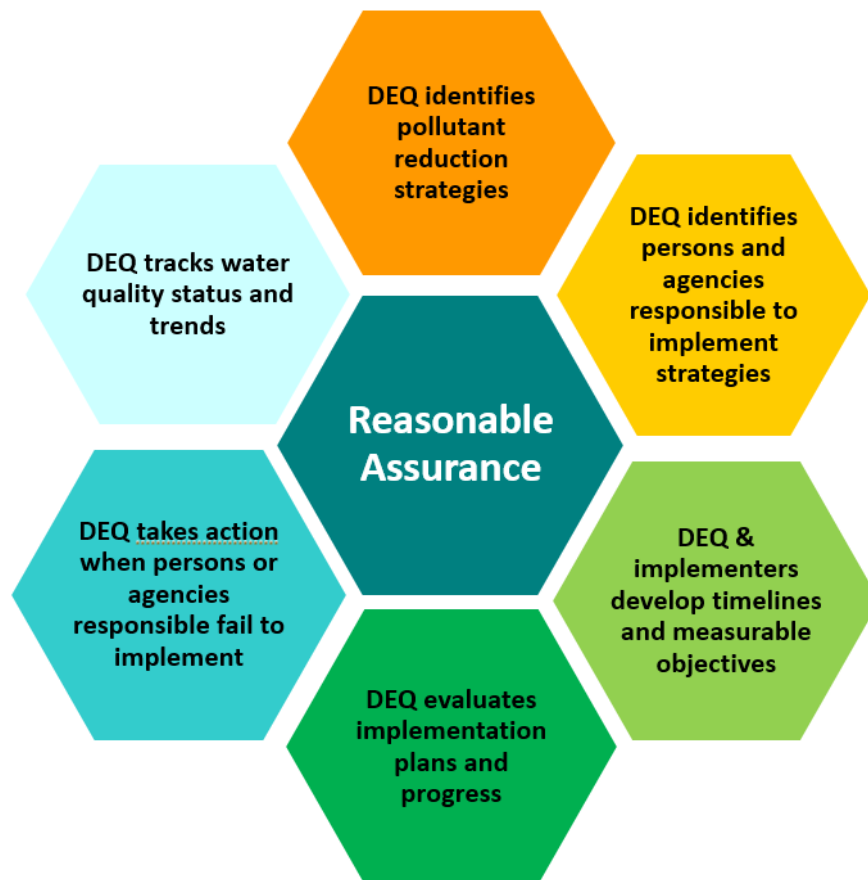 DEQ identifies
pollutant
reduction
strategies
DEQ identifies
persons and
agencies
responsible to
implement
strategies
DEQ tracks water
quality status and
trends
Reasonable
Assurance
DEQ takes action
when persons or
agencies
responsible fail to
implement
DEQ &
implementers
develop timelines
and measurable
objectives
DEQ evaluates
implementation
plans and
progress